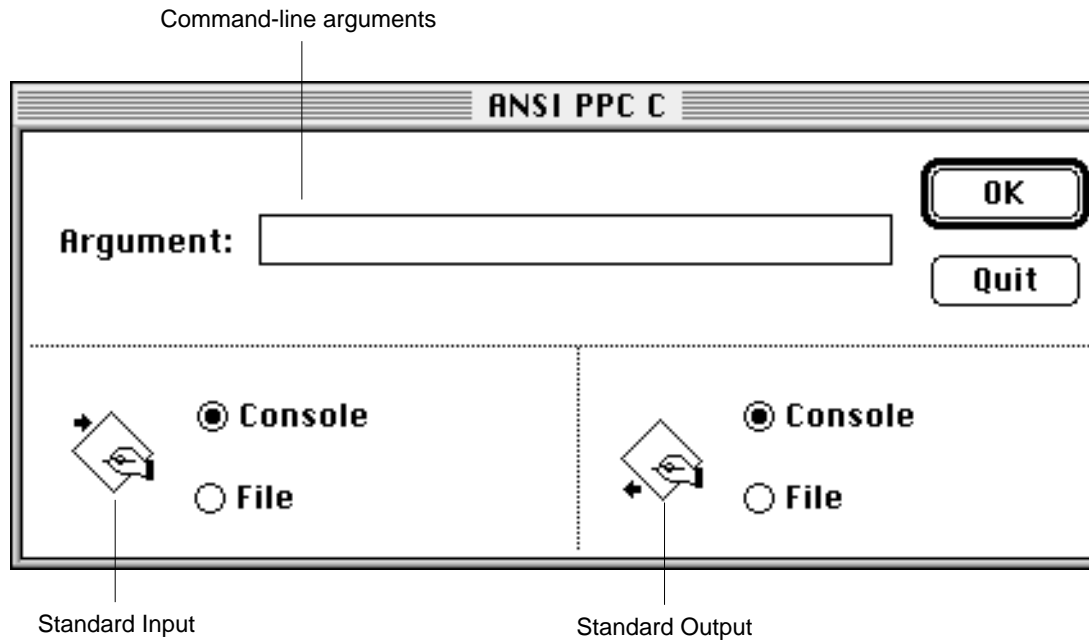 Command-line arguments
ANSI PPC C
Argument:
OK
Quit
Console
Console
File
File
Standard Input
Standard Output